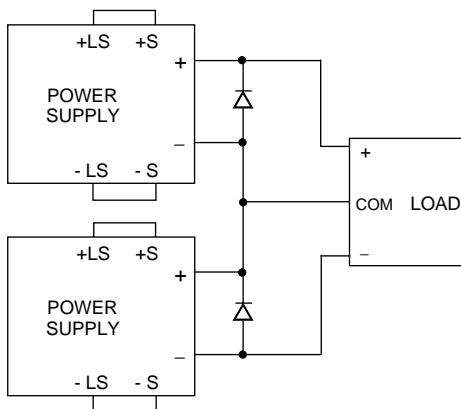 +LS +S
+
POWER
SUPPLY
−
- LS - S
+
COM LOAD
−
+LS +S
+
POWER
SUPPLY
−
- LS - S